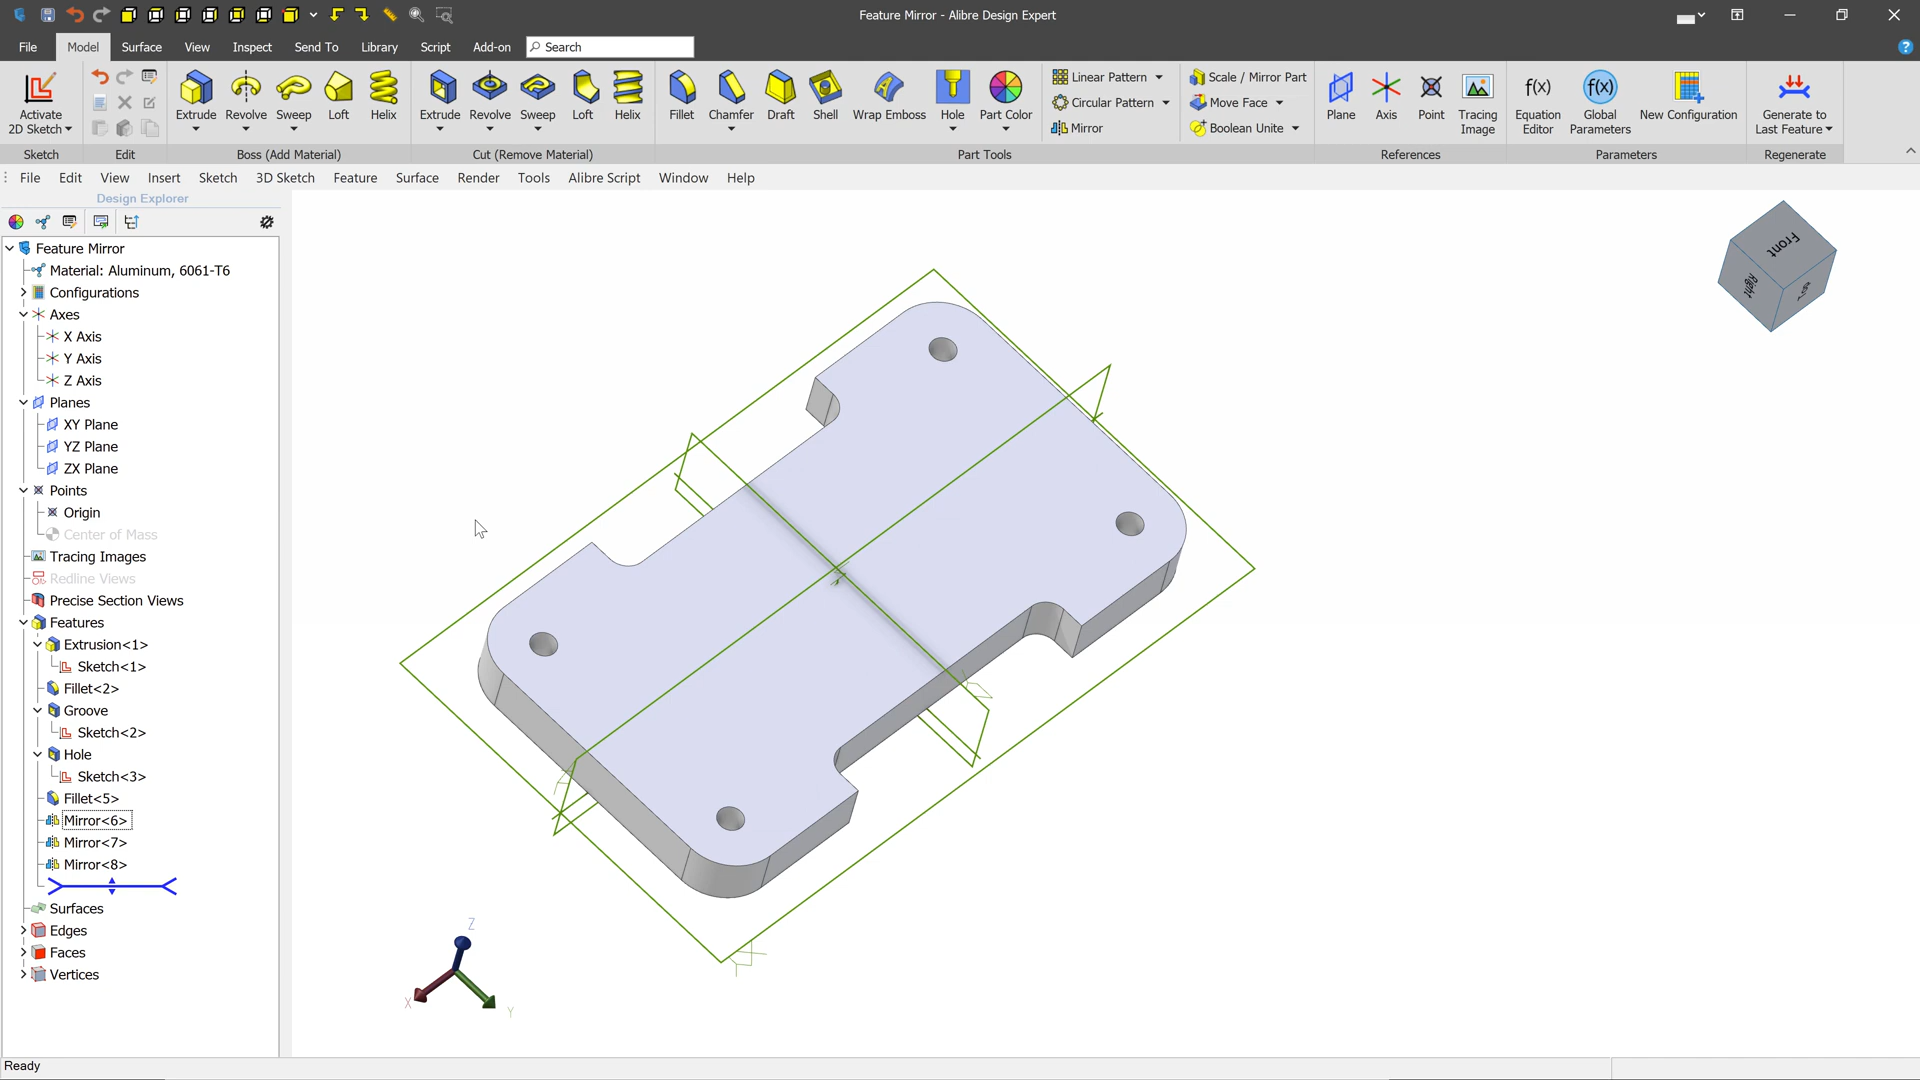 Feature Mirror - Alibre Design Expert
File Model Surface View Inspect Send To Library Script Add-on Search
?
Activate 2D Sketch
Extrude Revolve Sweep Loft Helix
Extrude Revolve Sweep Loft Helix
Fillet Chamfer Draft Shell Wrap Emboss Hole Part Color
Linear Pattern
Circular Pattern
Mirror
Scale / Mirror Part
Move Face
Boolean Unite
Plane Axis Point Tracing Image
f(x) f(x)
Equation Editor Global Parameters New Configuration
Generate to Last Feature
Sketch Edit Boss (Add Material) Cut (Remove Material) Part Tools References Parameters Regenerate
File Edit View Insert Sketch 3D Sketch Feature Surface Render Tools Alibre Script Window Help
Design Explorer
Feature Mirror
Material: Aluminum, 6061-T6
Configurations
Axes
X Axis
Y Axis
Z Axis
Planes
XY Plane
YZ Plane
ZX Plane
Points
Origin
Center of Mass
Tracing Images
Redline Views
Precise Section Views
Features
Extrusion<1>
Sketch<1>
Fillet<2>
Groove
Sketch<2>
Hole
Sketch<3>
Fillet<5>
Mirror<6>
Mirror<7>
Mirror<8>
Surfaces
Edges
Faces
Vertices
Front
Right
Z
X
Y
Ready